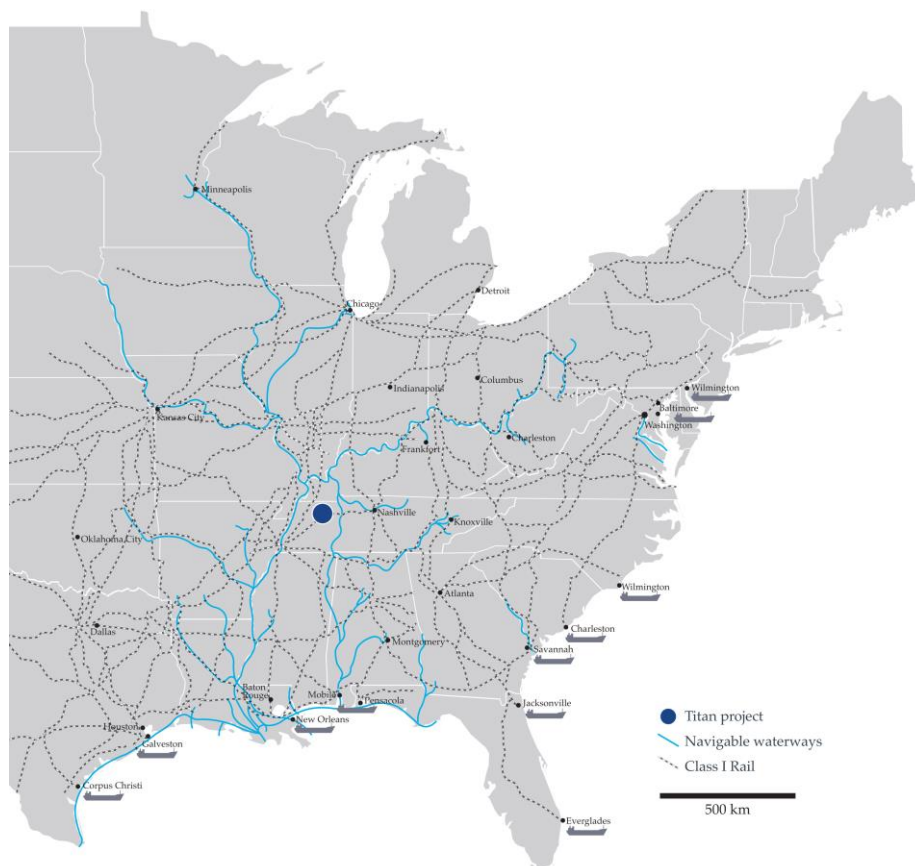 Minneapolis
Chicago
Detroit
Indianapolis
Columbus
Wilmington
Baltimore
Washington
Kansas City
Charleston
Frankfort
Nashville
Knoxville
Oklahoma City
Wilmington
Atlanta
Dallas
Charleston
Montgomery
Savannah
Baton
Rouge
Mobile
Pensacola
Jacksonville
New Orleans
Houston
Galveston
Corpus Christi
Everglades
Titan project
Navigable waterways
Class I Rail
500 km